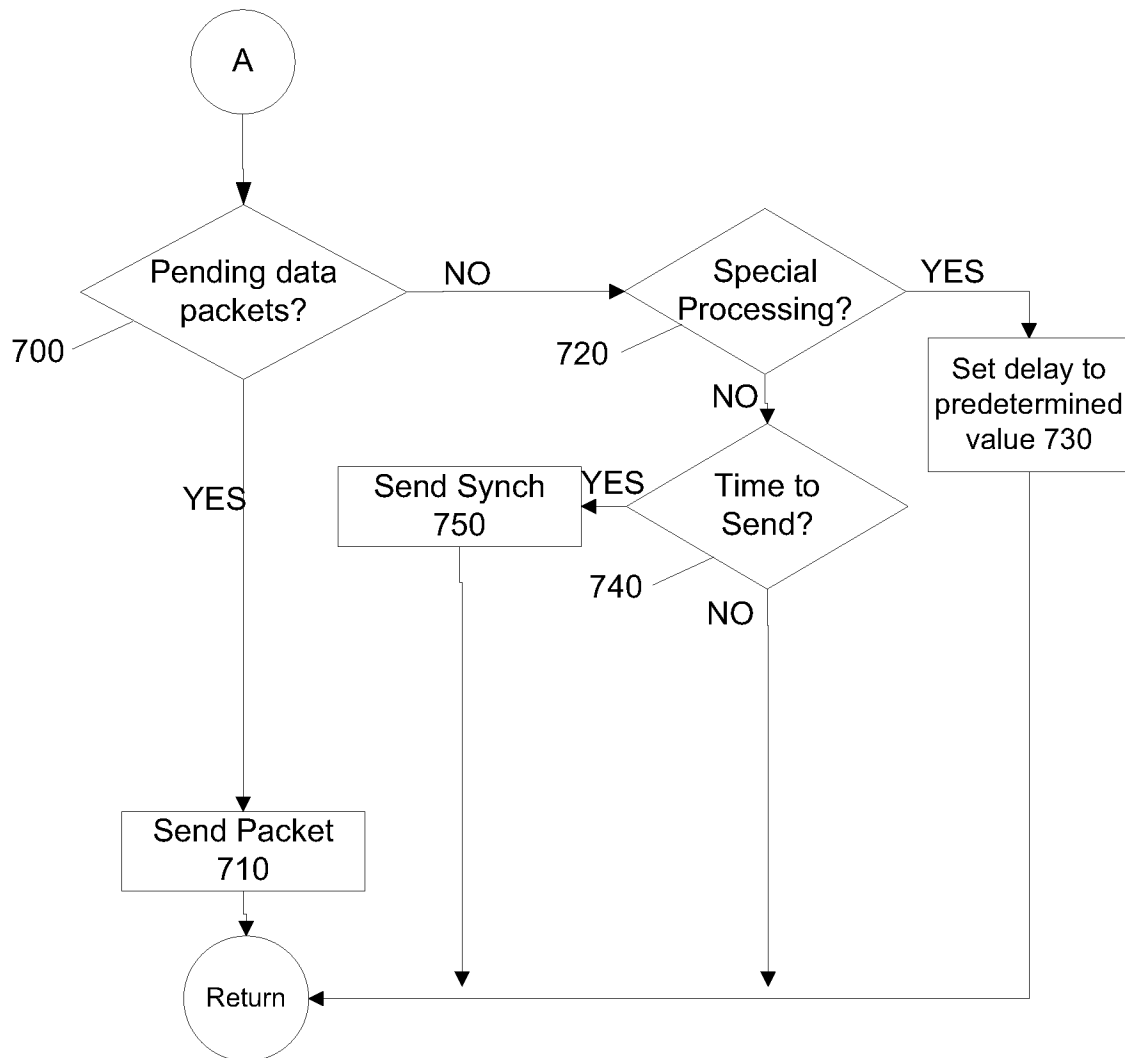 A
Pending data
packets?
700
NO
Special
Processing?
720
YES
Set delay to
predetermined
value 730
NO
Time to
Send?
740
YES
Send Synch
750
NO
YES
Send Packet
710
Return